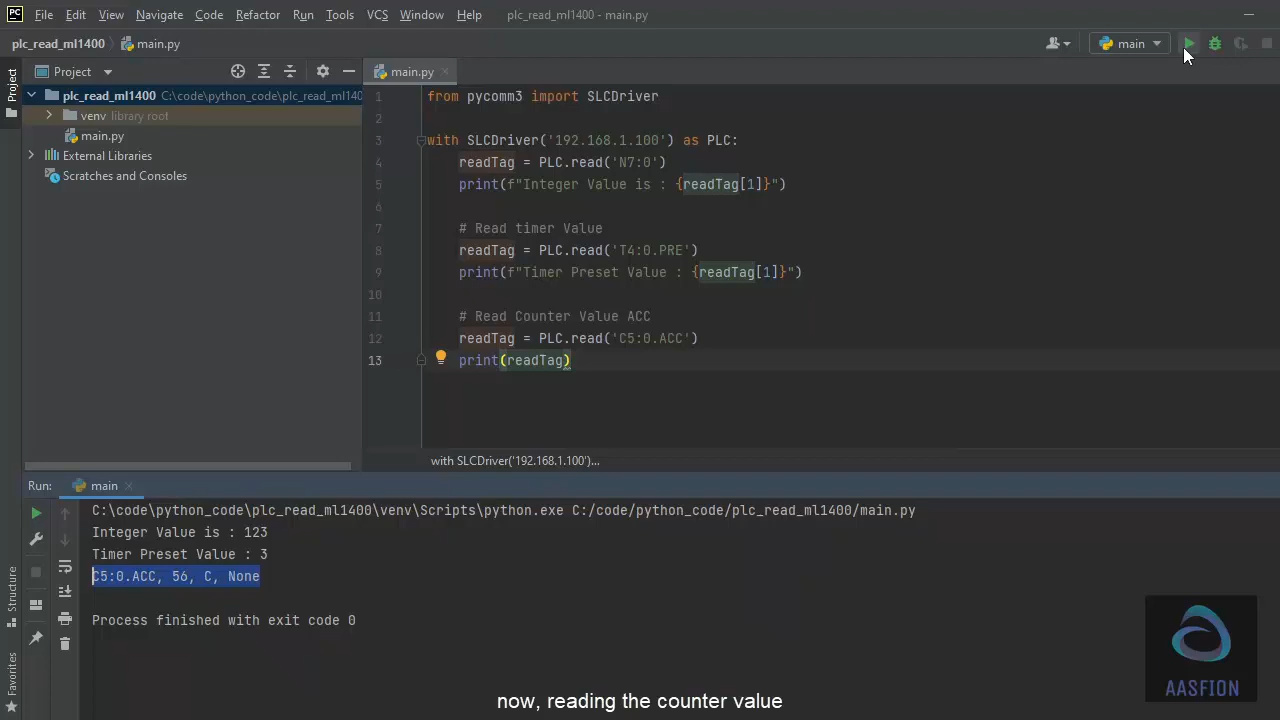 PC File Edit View Navigate Code Refactor Run Tools VCS Window Help plc_read_ml1400 - main.py
plc_read_ml1400 main.py main
Project main.py
Project
plc_read_ml1400 C:\code\python_code\plc_read_ml140
venv library root
main.py
External Libraries
Scratches and Consoles
1 from pycomm3 import SLCDriver
2
3 with SLCDriver('192.168.1.100') as PLC:
4 readTag = PLC.read('N7:0')
5 print(f"Integer Value is : {readTag[1]}")
6
7 # Read timer Value
8 readTag = PLC.read('T4:0.PRE')
9 print(f"Timer Preset Value : {readTag[1]}")
10
11 # Read Counter Value ACC
12 readTag = PLC.read('C5:0.ACC')
13 print(readTag)
with SLCDriver('192.168.1.100')...
Run: main
C:\code\python_code\plc_read_ml1400\venv\Scripts\python.exe C:/code/python_code/plc_read_ml1400/main.py
Integer Value is : 123
Timer Preset Value : 3
C5:0.ACC, 56, C, None
Process finished with exit code 0
Structure
Favorites
AASFION
now, reading the counter value